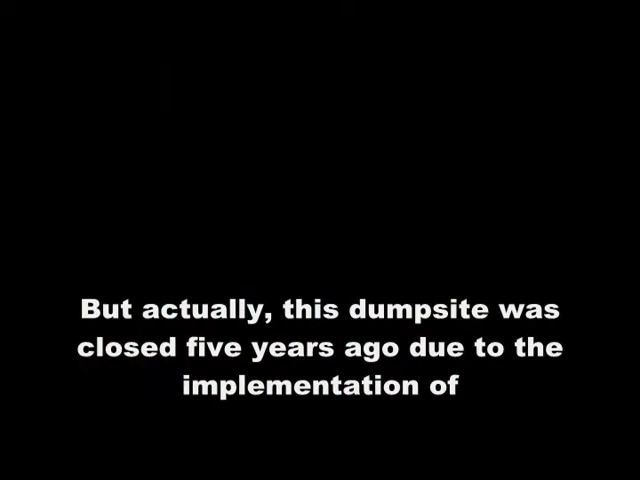 But actually, this dumpsite was
closed five years ago due to the
implementation of